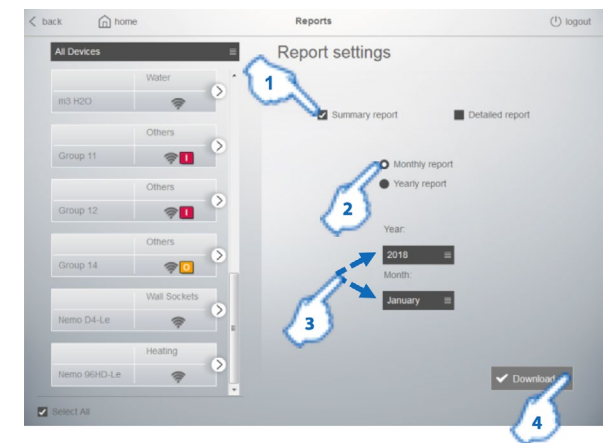 back
home
Reports
logout
All Devices
Report settings
Water
m3 H2O
1
Summary report
Detailed report
Others
Group 11
I
Monthly report
2
Yearly report
Others
Group 12
I
Year:
2018
Others
Group 14
O
Month:
January
3
Wall Sockets
Nemo D4-Le
Heating
Nemo 96HD-Le
Download
4
Select All